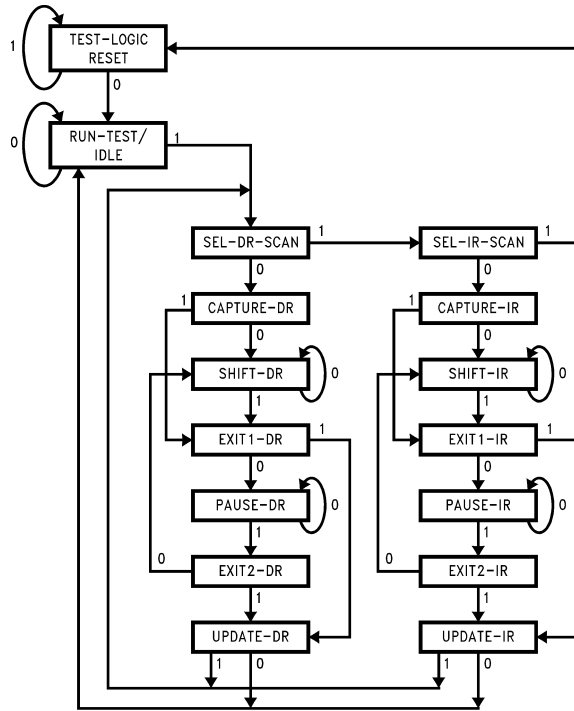 TEST-LOGIC
RESET
1
0
RUN-TEST/
IDLE
0
1
SEL-DR-SCAN
1
SEL-IR-SCAN
1
0
0
1
CAPTURE-DR
1
CAPTURE-IR
0
0
SHIFT-DR
0
SHIFT-IR
0
1
1
EXIT1-DR
1
EXIT1-IR
1
0
0
PAUSE-DR
0
PAUSE-IR
0
1
1
0
EXIT2-DR
0
EXIT2-IR
1
1
UPDATE-DR
UPDATE-IR
1
0
1
0